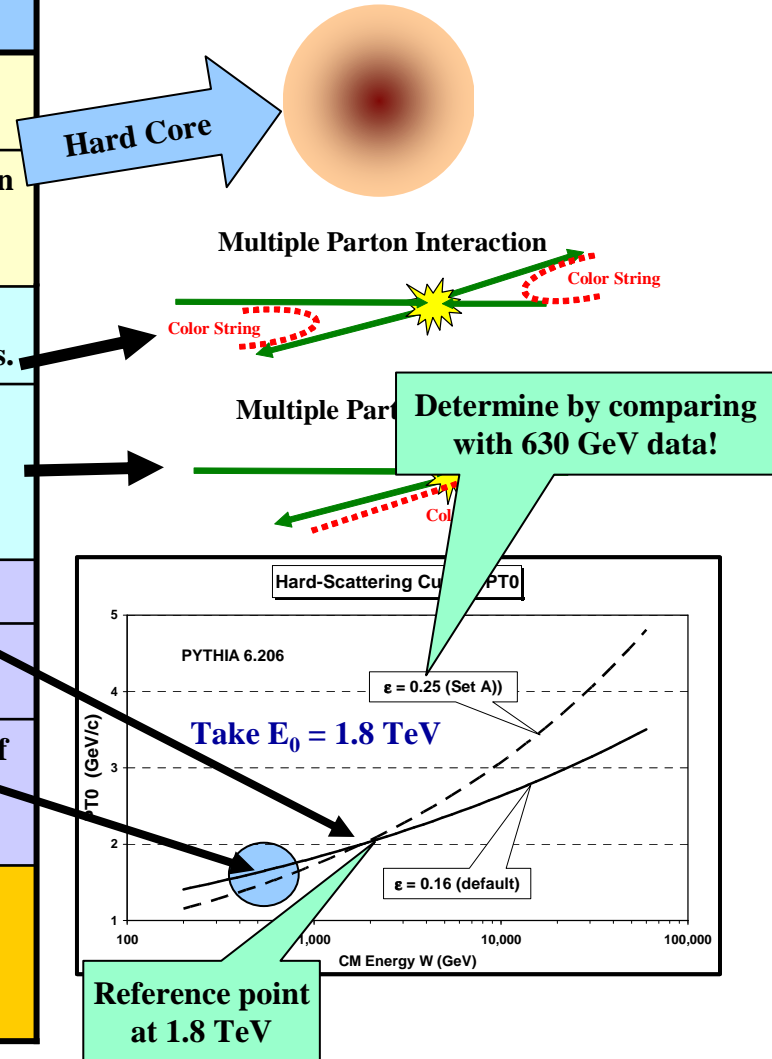 Hard Core
n
Multiple Parton Interaction
Color String
Color String
s.
Multiple
Determine by comparing
with 630 GeV data!
Hard-Scattering
PT0
5
PYTHIA 6.206
ε = 0.25 (Set A))
4
Take E₀ = 1.8 TeV
PT0 (GeV/c)
f
3
2
ε = 0.16 (default)
1
100
1,000
10,000
100,000
CM Energy W (GeV)
Reference point
at 1.8 TeV